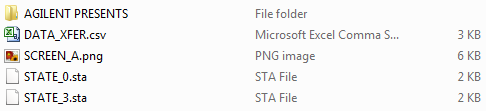 AGILENT PRESENTS File folder
DATA_XFER.csv Microsoft Excel Comma S... 3 KB
SCREEN_A.png PNG image 6 KB
STATE_0.sta STA File 2 KB
STATE_3.sta STA File 2 KB